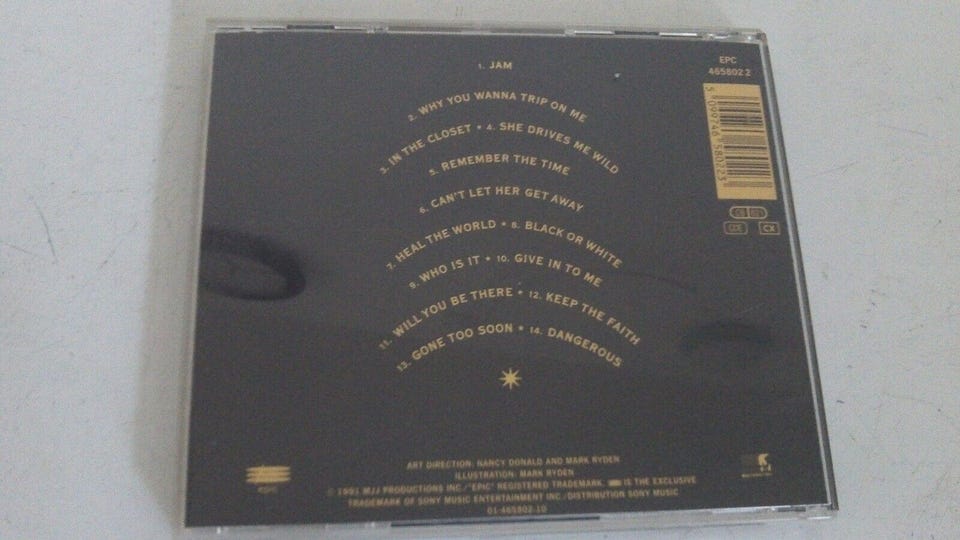 1. JAM
2. WHY YOU WANNA TRIP ON ME
3. IN THE CLOSET • 4. SHE DRIVES ME WILD
5. REMEMBER THE TIME
6. CAN'T LET HER GET AWAY
7. HEAL THE WORLD • 8. BLACK OR WHITE
9. WHO IS IT • 10. GIVE IN TO ME
11. WILL YOU BE THERE • 12. KEEP THE FAITH
13. GONE TOO SOON • 14. DANGEROUS
EPC
465802 2
5 099746 580223
CX
epic
ART DIRECTION: NANCY DONALD AND MARK RYDEN
ILLUSTRATION: MARK RYDEN
© 1991 MJJ PRODUCTIONS INC./"EPIC" REGISTERED TRADEMARK. IS THE EXCLUSIVE
TRADEMARK OF SONY MUSIC ENTERTAINMENT INC./DISTRIBUTION SONY MUSIC
01-465802-10